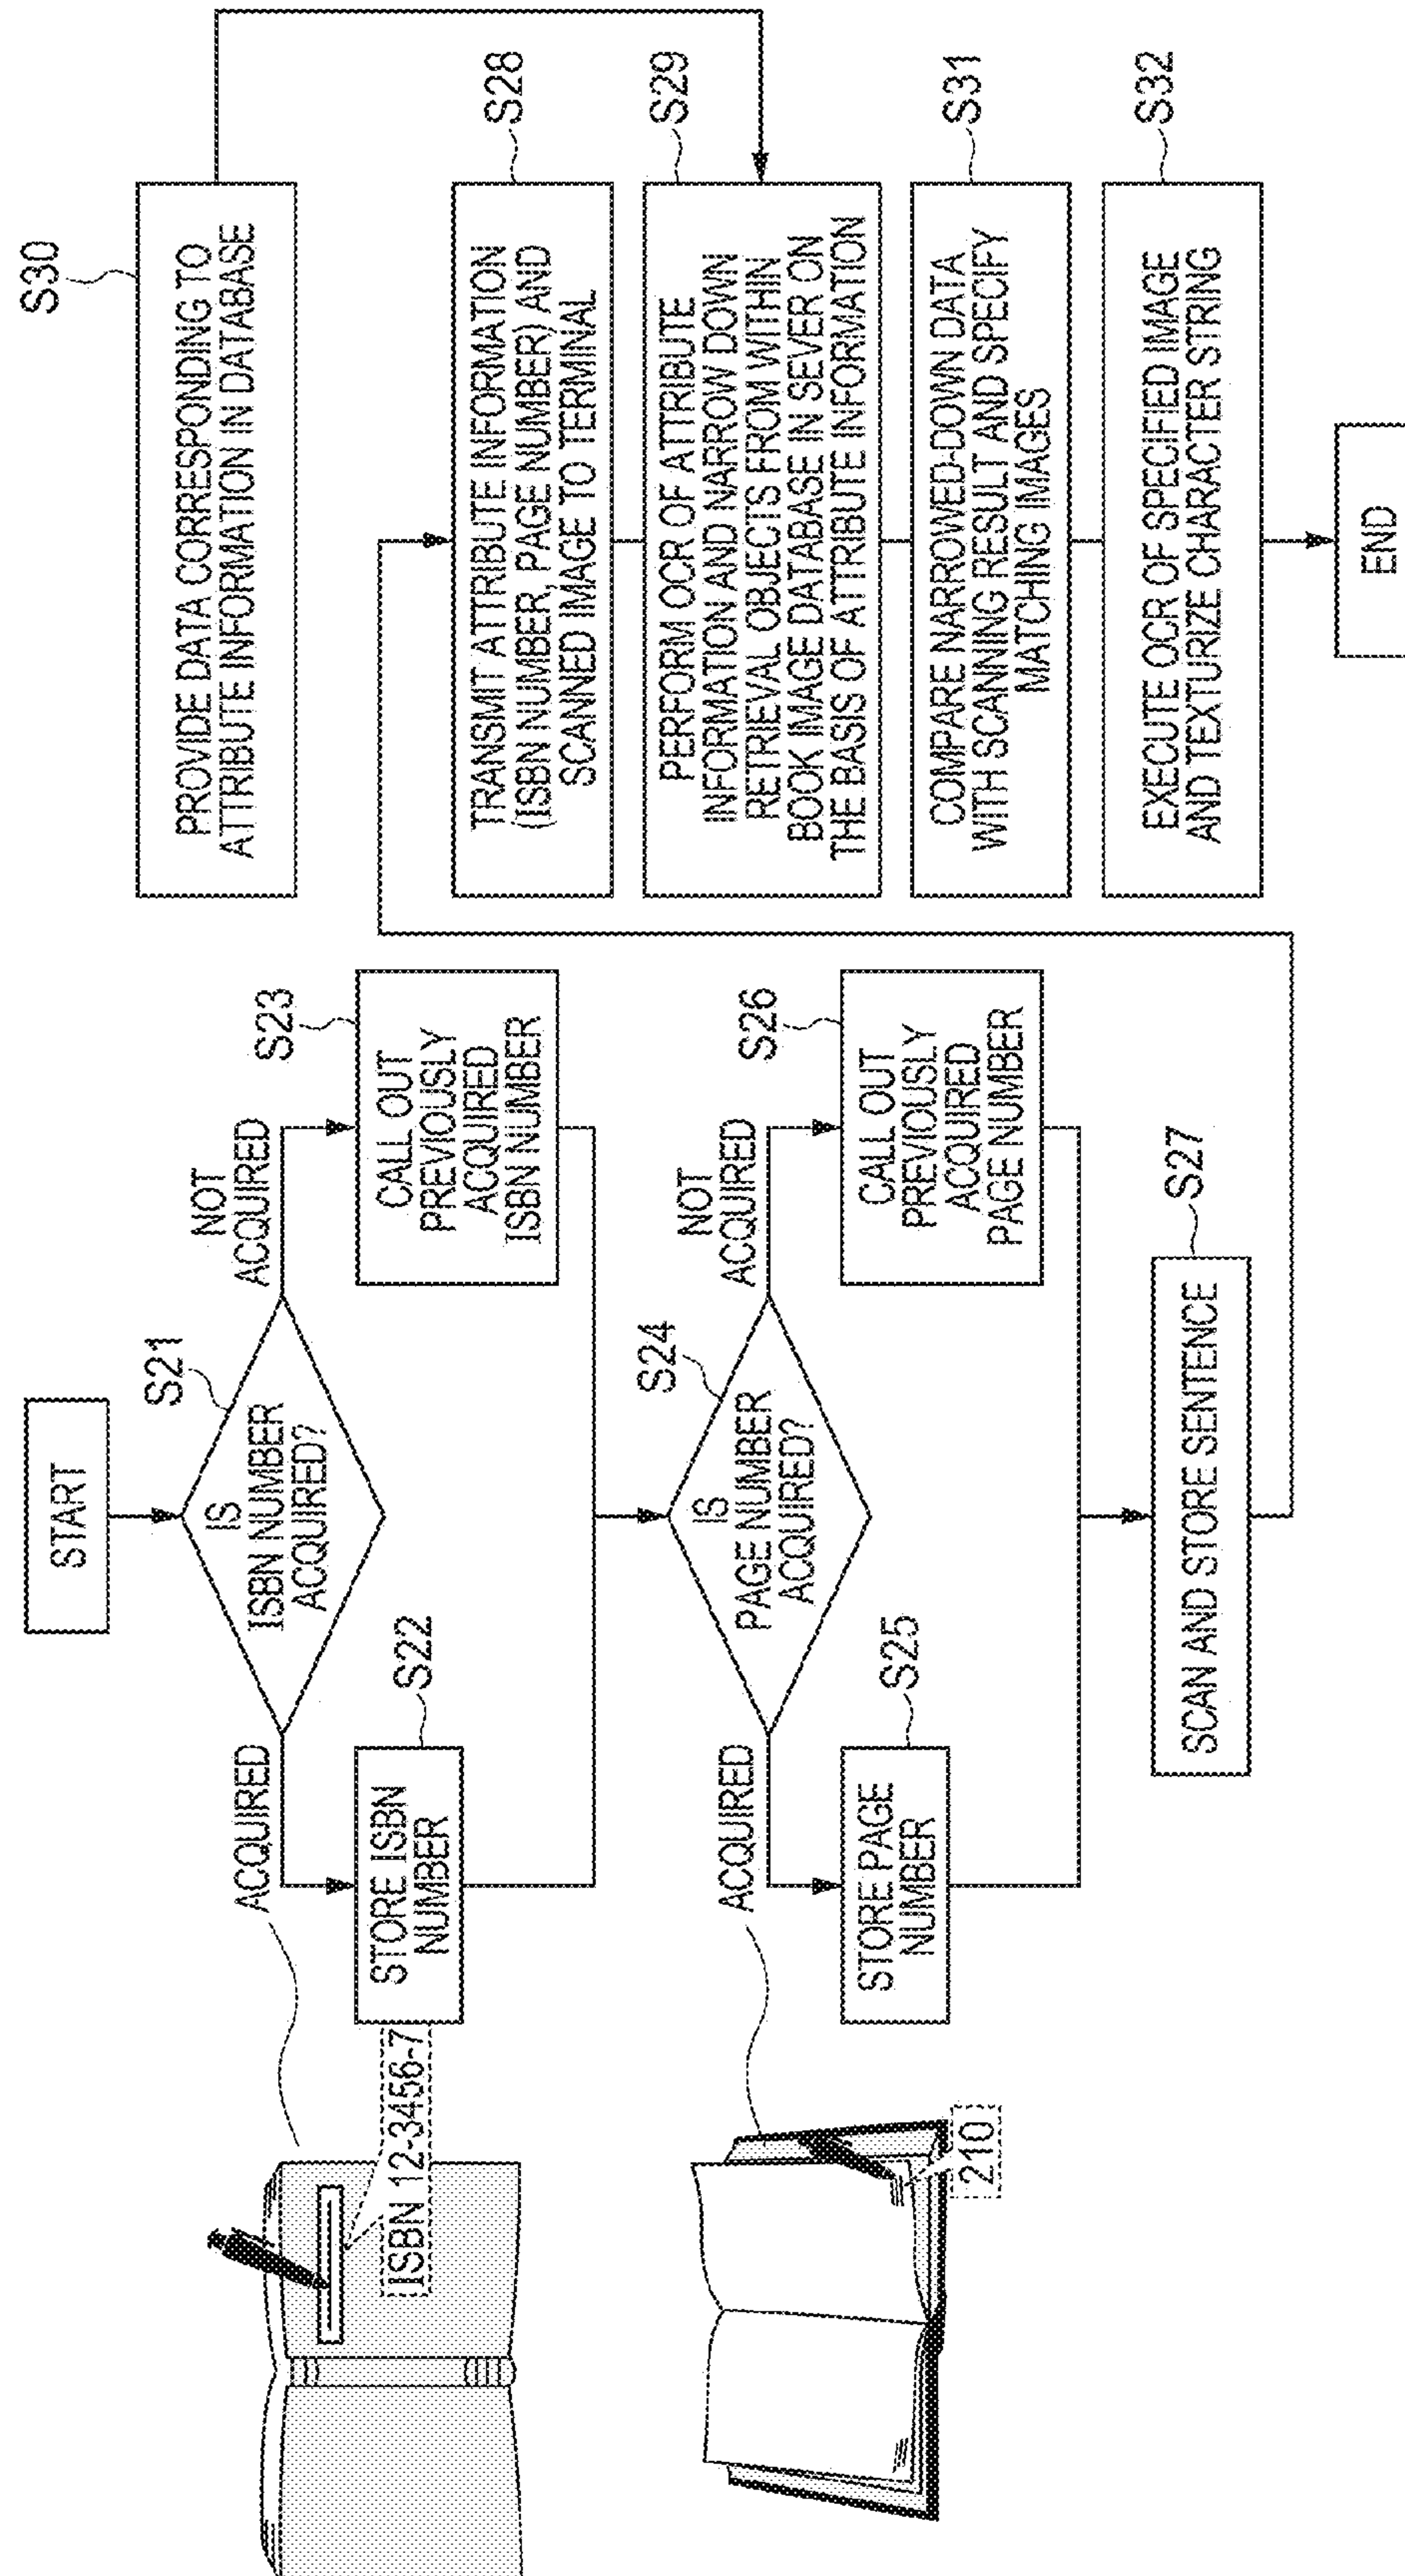 START
S21
IS
ISBN NUMBER
ACQUIRED?
ACQUIRED
NOT
ACQUIRED
S22
STORE ISBN
NUMBER
S23
CALL OUT
PREVIOUSLY
ACQUIRED
ISBN NUMBER
ISBN 12-3456-7
S24
IS
PAGE NUMBER
ACQUIRED?
ACQUIRED
NOT
ACQUIRED
S25
STORE PAGE
NUMBER
S26
CALL OUT
PREVIOUSLY
ACQUIRED
PAGE NUMBER
210
S27
SCAN AND STORE SENTENCE
S30
PROVIDE DATA CORRESPONDING TO
ATTRIBUTE INFORMATION IN DATABASE
S28
TRANSMIT ATTRIBUTE INFORMATION
(ISBN NUMBER, PAGE NUMBER) AND
SCANNED IMAGE TO TERMINAL
S29
PERFORM OCR OF ATTRIBUTE
INFORMATION AND NARROW DOWN
RETRIEVAL OBJECTS FROM WITHIN
BOOK IMAGE DATABASE IN SEVER ON
THE BASIS OF ATTRIBUTE INFORMATION
S31
COMPARE NARROWED-DOWN DATA
WITH SCANNING RESULT AND SPECIFY
MATCHING IMAGES
S32
EXECUTE OCR OF SPECIFIED IMAGE
AND TEXTURIZE CHARACTER STRING
END